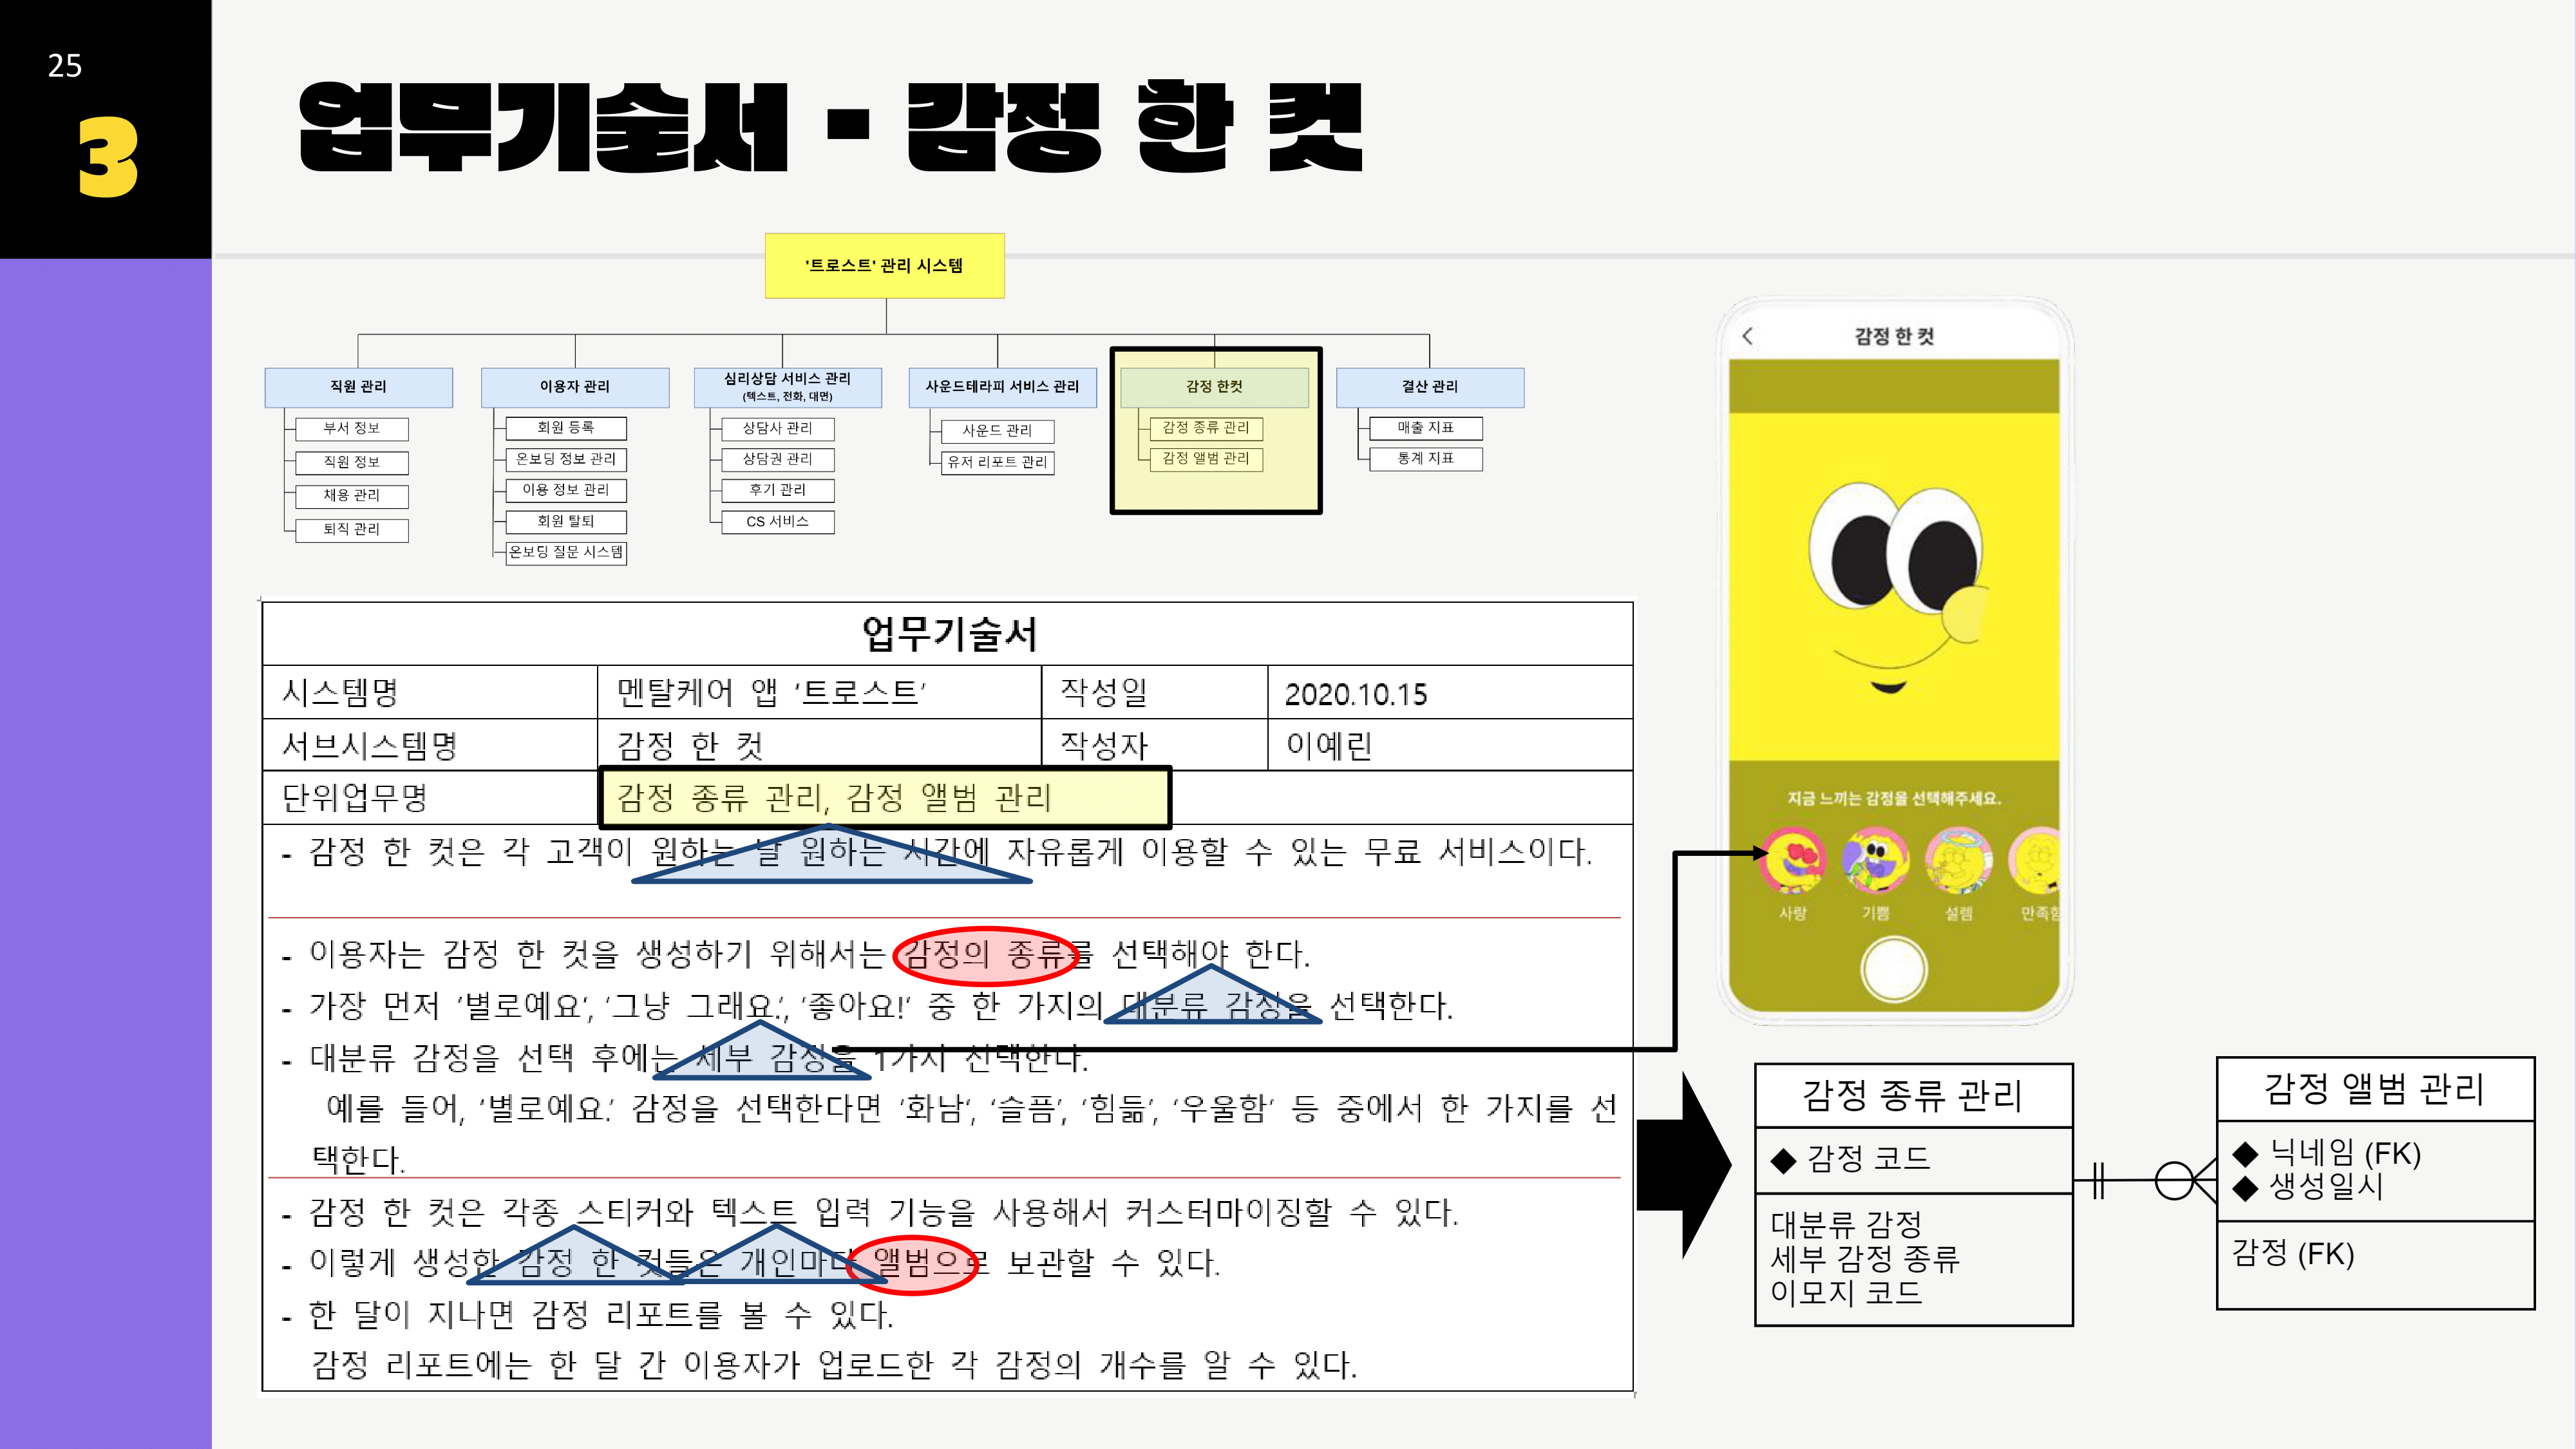 25
3
업무기술서 - 감정 한 컷
'트로스트' 관리 시스템
직원 관리
부서 정보
직원 정보
채용 관리
퇴직 관리
이용자 관리
회원 등록
온보딩 정보 관리
이용 정보 관리
회원 탈퇴
온보딩 질문 시스템
심리상담 서비스 관리
(텍스트, 전화, 대면)
상담사 관리
상담권 관리
후기 관리
CS 서비스
사운드테라피 서비스 관리
사운드 관리
유저 리포트 관리
감정 한컷
감정 종류 관리
감정 앨범 관리
결산 관리
매출 지표
통계 지표
업무기술서
시스템명 멘탈케어 앱 ‘트로스트’ 작성일 2020.10.15
서브시스템명 감정 한 컷 작성자 이예린
단위업무명 감정 종류 관리, 감정 앨범 관리
- 감정 한 컷은 각 고객이 원하는 날 원하는 시간에 자유롭게 이용할 수 있는 무료 서비스이다.
- 이용자는 감정 한 컷을 생성하기 위해서는 감정의 종류를 선택해야 한다.
- 가장 먼저 ‘별로예요’, ‘그냥 그래요.’, ‘좋아요!’ 중 한 가지의 대분류 감정을 선택한다.
- 대분류 감정을 선택 후에는 세부 감정을 1가지 선택한다.
예를 들어, ‘별로예요.’ 감정을 선택한다면 ‘화남’, ‘슬픔’, ‘힘듦’, ‘우울함’ 등 중에서 한 가지를 선
택한다.
- 감정 한 컷은 각종 스티커와 텍스트 입력 기능을 사용해서 커스터마이징할 수 있다.
- 이렇게 생성한 감정 한 컷들은 개인마다 앨범으로 보관할 수 있다.
- 한 달이 지나면 감정 리포트를 볼 수 있다.
감정 리포트에는 한 달 간 이용자가 업로드한 각 감정의 개수를 알 수 있다.
감정 한 컷
지금 느끼는 감정을 선택해주세요.
사랑 기쁨 설렘 만족함
감정 종류 관리
◆ 감정 코드
대분류 감정
세부 감정 종류
이모지 코드
감정 앨범 관리
◆ 닉네임 (FK)
◆ 생성일시
감정 (FK)